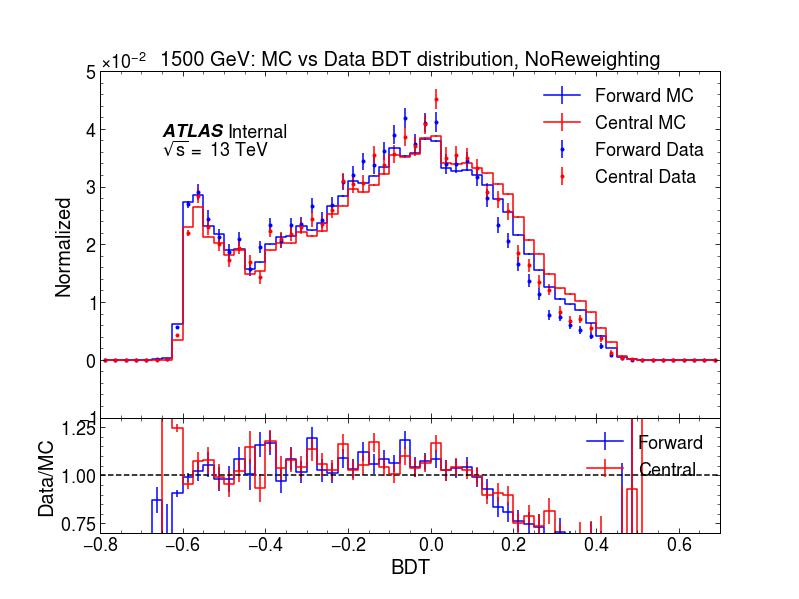 ×10⁻² 1500 GeV: MC vs Data BDT distribution, NoReweighting
5
4
3
2
1
0
−1
Normalized
ATLAS Internal
√s = 13 TeV
Forward MC
Central MC
Forward Data
Central Data
1.25
1.00
0.75
Data/MC
Forward
Central
−0.8 −0.6 −0.4 −0.2 0.0 0.2 0.4 0.6
BDT